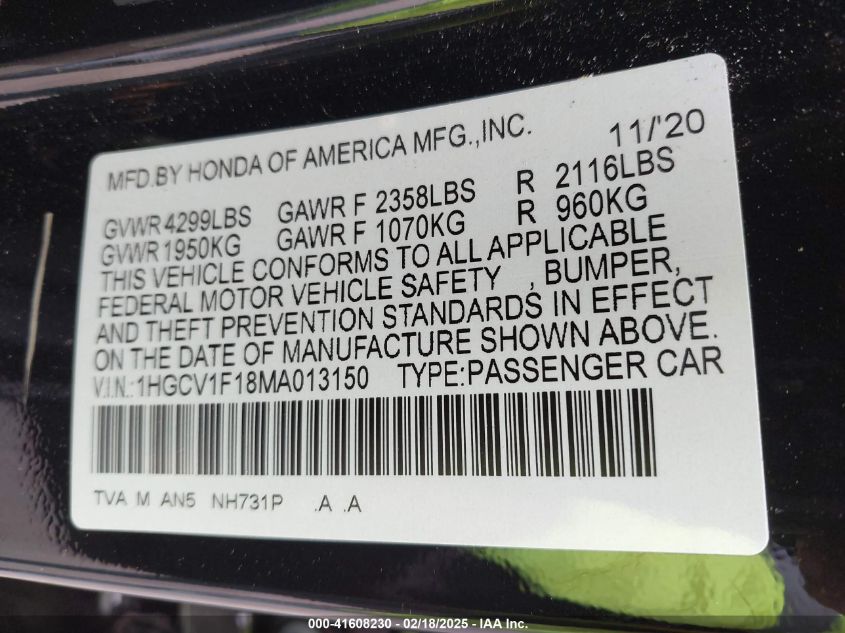 MFD.BY HONDA OF AMERICA MFG.,INC. 11/'20
GVWR 4299LBS GAWR F 2358LBS R 2116LBS
GVWR 1950KG GAWR F 1070KG R 960KG
THIS VEHICLE CONFORMS TO ALL APPLICABLE
FEDERAL MOTOR VEHICLE SAFETY , BUMPER,
AND THEFT PREVENTION STANDARDS IN EFFECT
ON THE DATE OF MANUFACTURE SHOWN ABOVE.
V.I.N.:1HGCV1F18MA013150 TYPE:PASSENGER CAR
TVA M AN5 NH731P .A .A
000-41608230 - 02/18/2025 - IAA Inc.